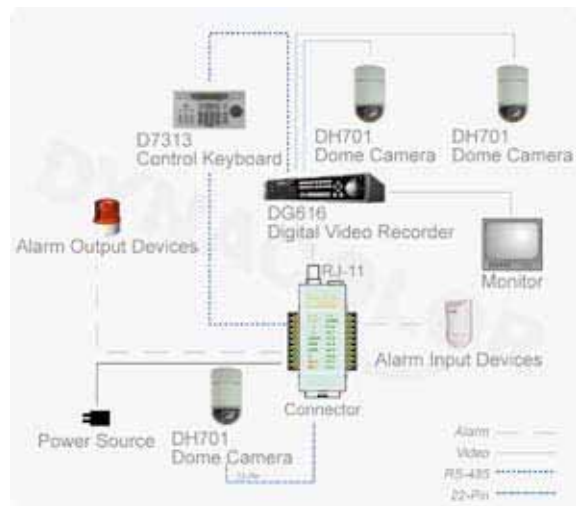 D7313
Control Keyboard
DH701
Dome Camera
DH701
Dome Camera
DG616
Digital Video Recorder
Alarm Output Devices
Monitor
RJ-11
Alarm Input Devices
Connector
Power Source
DH701
Dome Camera
Alarm
Video
RS-485
22-Pin